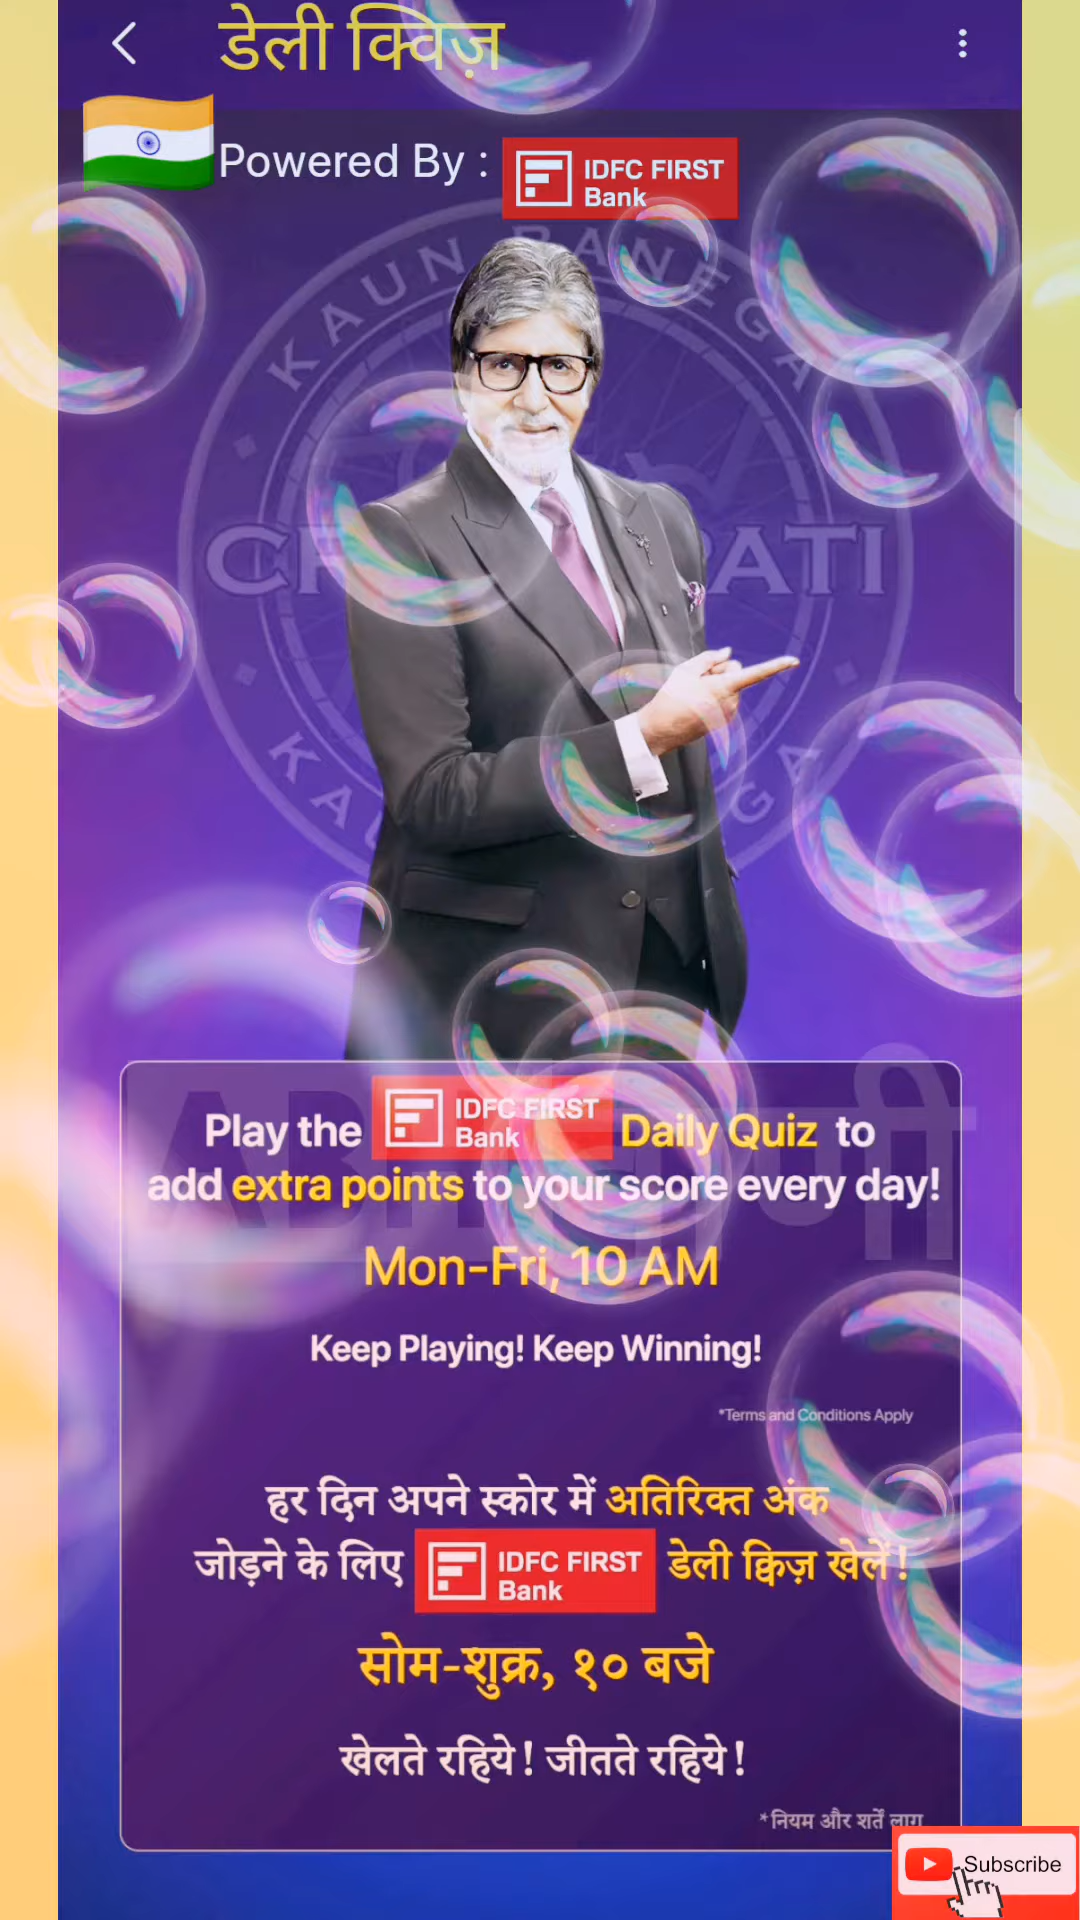 डेली क्विज़
Powered By :
IDFC FIRST
Bank
KAUN BANEGA
KAUN
Play the IDFC FIRST Bank Daily Quiz to
add extra points to your score every day!
Mon-Fri, 10 AM
Keep Playing! Keep Winning!
*Terms and Conditions Apply
हर दिन अपने स्कोर में अतिरिक्त अंक
जोड़ने के लिए IDFC FIRST Bank डेली क्विज़ खेलें!
सोम-शुक्र, १० बजे
खेलते रहिये! जीतते रहिये!
*नियम और शर्तें लागू
Subscribe